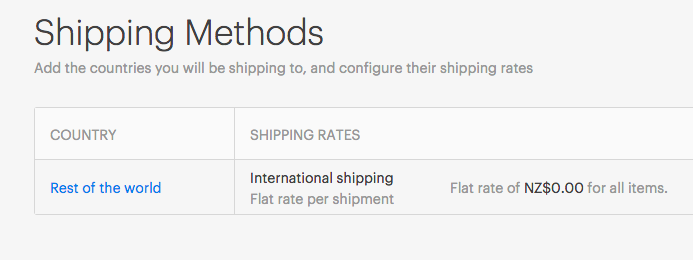 Shipping Methods
Add the countries you will be shipping to, and configure their shipping rates
COUNTRY
SHIPPING RATES
Rest of the world
International shipping
Flat rate per shipment
Flat rate of NZ$0.00 for all items.